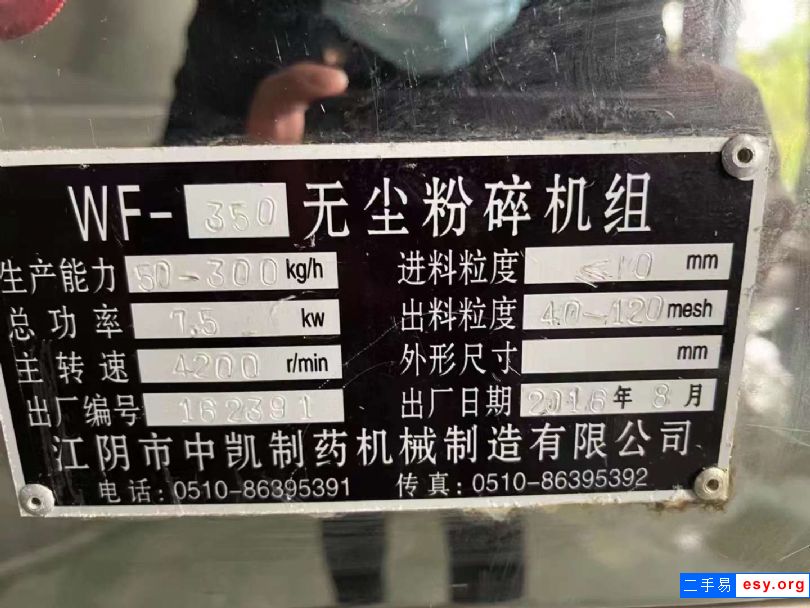 WF-350 无尘粉碎机组
生产能力 50-300 kg/h 进料粒度 ≤10 mm
总功率 7.5 kw 出料粒度 40-120 mesh
主转速 4200 r/min 外形尺寸 mm
出厂编号 162391 出厂日期 2016年8月
江阴市中凯制药机械制造有限公司
电话:0510-86395391 传真:0510-86395392
二手易 esy.org